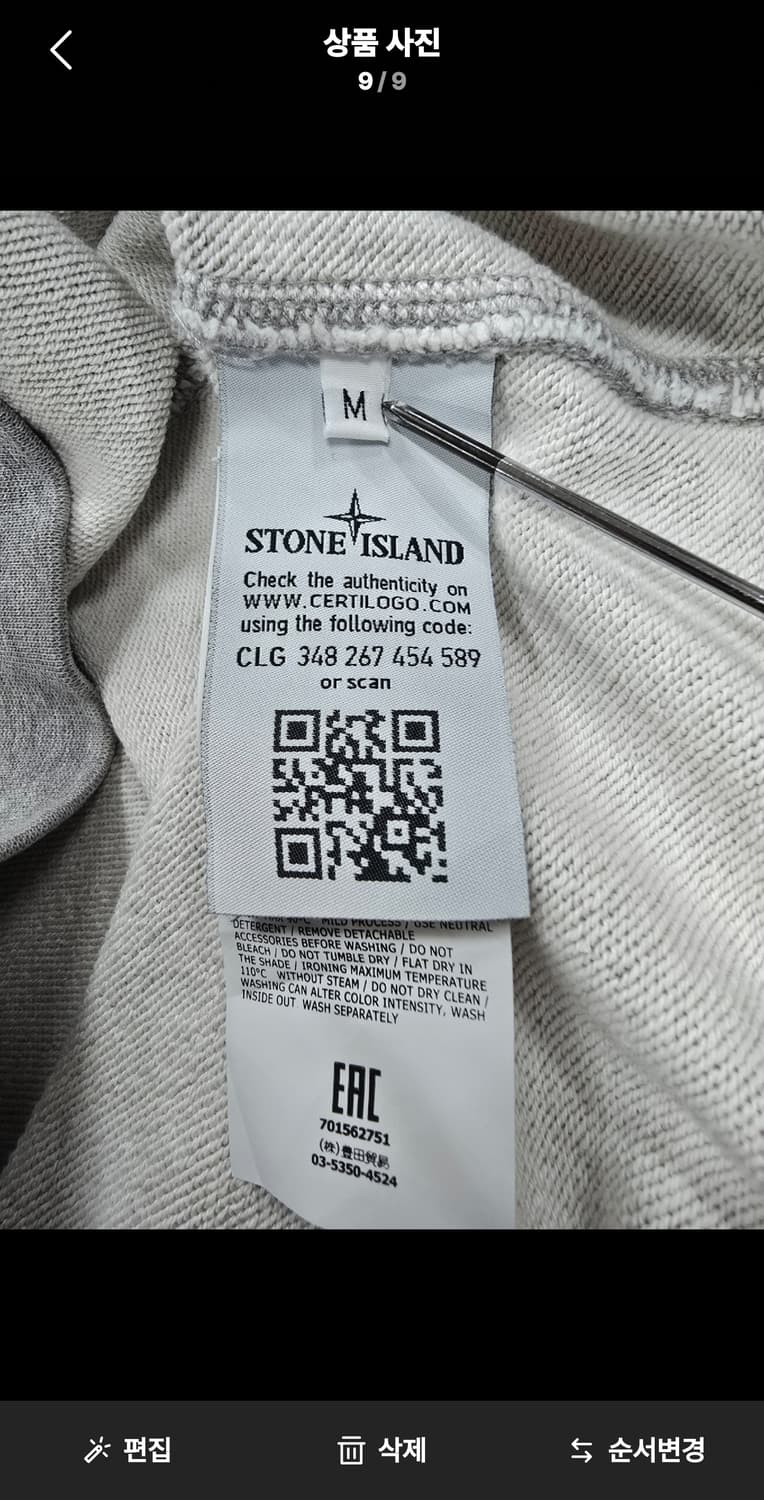 상품 사진
9 / 9
M
STONE ISLAND
Check the authenticity on
WWW.CERTILOGO.COM
using the following code:
CLG 348 267 454 589
or scan
MILD PROCESS / USE NEUTRAL
DETERGENT / REMOVE DETACHABLE
ACCESSORIES BEFORE WASHING / DO NOT
BLEACH / DO NOT TUMBLE DRY / FLAT DRY IN
THE SHADE / IRONING MAXIMUM TEMPERATURE
110°C WITHOUT STEAM / DO NOT DRY CLEAN /
WASHING CAN ALTER COLOR INTENSITY, WASH
INSIDE OUT WASH SEPARATELY
EAC
701562751
(株)豊田貿易
03-5350-4524
편집
삭제
순서변경